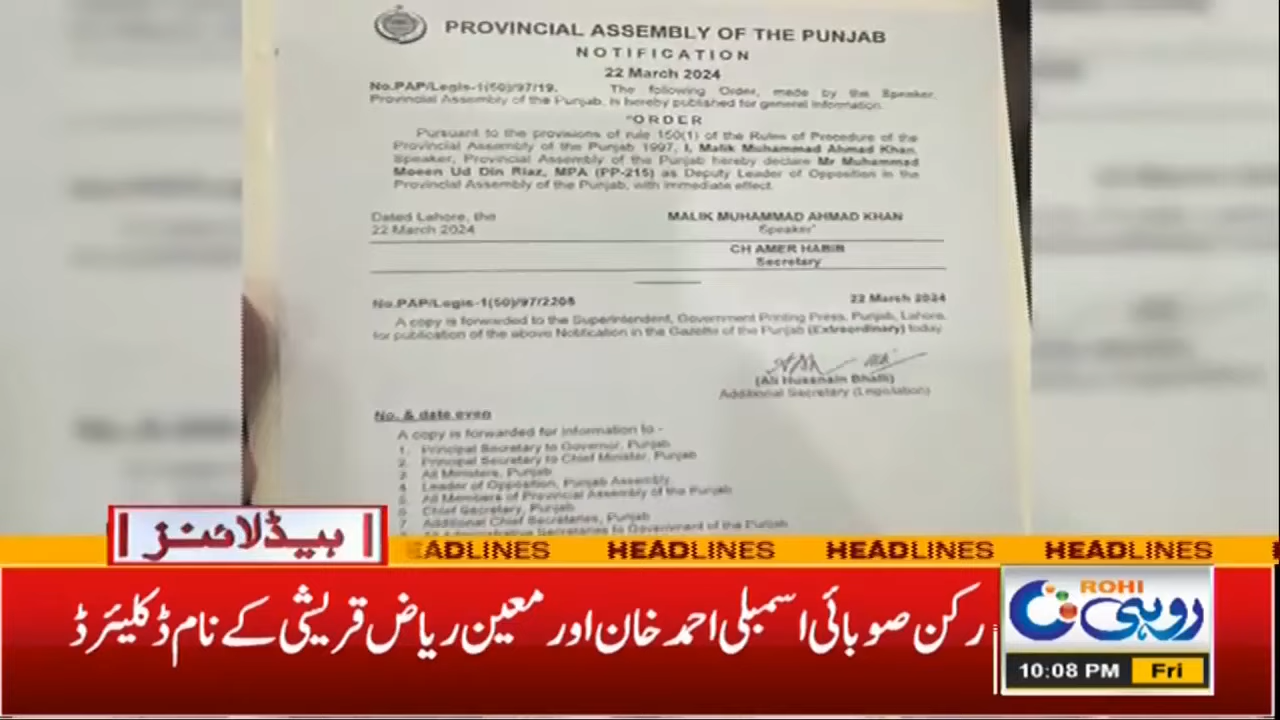 PROVINCIAL ASSEMBLY OF THE PUNJAB
NOTIFICATION
22 March 2024
No.PAP/Legis-1(50)/97/19. The following Order, made by the Speaker,
Provincial Assembly of the Punjab, is hereby published for general information.
"ORDER
Pursuant to the provisions of rule 150(1) of the Rules of Procedure of the
Provincial Assembly of the Punjab 1997, I, Malik Muhammad Ahmad Khan,
Speaker, Provincial Assembly of the Punjab hereby declare Mr Muhammad
Moeen Ud Din Riaz, MPA (PP-215) as Deputy Leader of Opposition in the
Provincial Assembly of the Punjab, with immediate effect.
Dated Lahore, the
22 March 2024
MALIK MUHAMMAD AHMAD KHAN
Speaker"
CH AMER HABIB
Secretary
No.PAP/Legis-1(50)/97/2208 22 March 2024
A copy is forwarded to the Superintendent, Government Printing Press, Punjab, Lahore,
for publication of the above Notification in the Gazette of the Punjab (Extraordinary) today.
(Ali Hussnain Bhalli)
Additional Secretary (Legislation)
No. & date even
A copy is forwarded for information to:-
1. Principal Secretary to Governor, Punjab
2. Principal Secretary to Chief Minister, Punjab
3. All Ministers, Punjab
4. Leader of Opposition, Punjab Assembly
5. All Members of Provincial Assembly of the Punjab
6. Chief Secretary, Punjab
7. Additional Chief Secretaries, Punjab
All Administrative Secretaries to Government of the Punjab
ہیڈلائنز
EADLINES HEADLINES HEADLINES HEADLINES
رکن صوبائی اسمبلی احمد خان اور معین ریاض قریشی کے نام ڈکلیئرڈ
ROHI
روہی
10:08 PM Fri